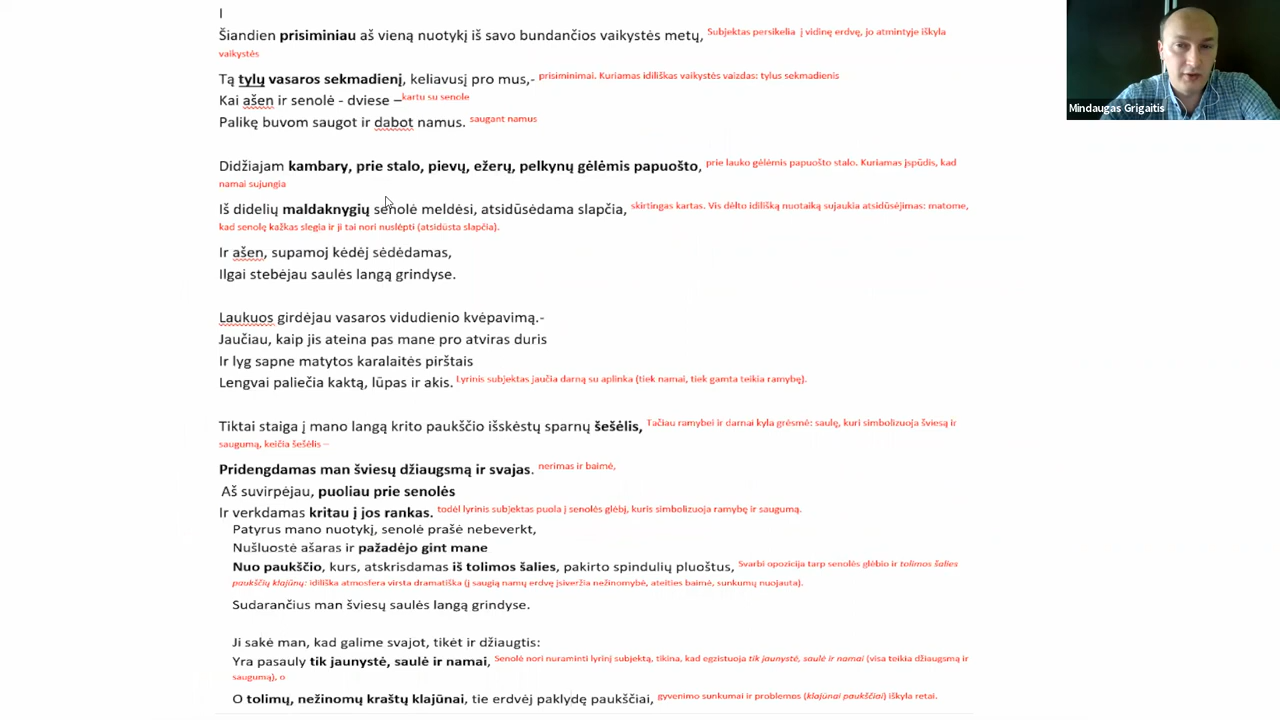 I
Šiandien prisiminiau aš vieną nuotykį iš savo bundančios vaikystės metų, Subjektas persikelia į vidinę erdvę, jo atmintyje iškyla
vaikystės
Tą tylų vasaros sekmadienį, keliavusį pro mus,- prisiminimai. Kuriamas idiliškas vaikystės vaizdas: tylus sekmadienis
Kai ašen ir senolė - dviese – kartu su senole
Palikę buvom saugot ir dabot namus. saugant namus
Didžiajam kambary, prie stalo, pievų, ežerų, pelkynų gėlėmis papuošto, prie lauko gėlėmis papuošto stalo. Kuriamas įspūdis, kad
namai sujungia
Iš didelių maldaknygių senolė meldėsi, atsidūsėdama slapčia, skirtingas kartas. Vis dėlto idilišką nuotaiką sujaukia atsidūsėjimas: matome,
kad senolę kažkas slegia ir ji tai nori nuslėpti (atsidūsta slapčia).
Ir ašen, supamoj kėdėj sėdėdamas,
Ilgai stebėjau saulės langą grindyse.
Laukuos girdėjau vasaros vidudienio kvėpavimą.-
Jaučiau, kaip jis ateina pas mane pro atviras duris
Ir lyg sapne matytos karalaitės pirštais
Lengvai paliečia kaktą, lūpas ir akis. Lyrinis subjektas jaučia darną su aplinka (tiek namai, tiek gamta teikia ramybę).
Tiktai staiga į mano langą krito paukščio išskėstų sparnų šešėlis, Tačiau ramybei ir darnai kyla grėsmė: saulę, kuri simbolizuoja šviesą ir
saugumą, keičia šešėlis –
Pridengdamas man šviesų džiaugsmą ir svajas. nerimas ir baimė,
Aš suvirpėjau, puoliau prie senolės
Ir verkdamas kritau į jos rankas. todėl lyrinis subjektas puola į senolės glėbį, kuris simbolizuoja ramybę ir saugumą.
Patyrus mano nuotykį, senolė prašė nebeverkt,
Nušluostė ašaras ir pažadėjo gint mane
Nuo paukščio, kurs, atskrisdamas iš tolimos šalies, pakirto spindulių pluoštus, Svarbi opozicija tarp senolės glėbio ir tolimos šalies
paukščių klajūnų: idiliška atmosfera virsta dramatiška (į saugią namų erdvę įsiveržia nežinomybė, ateities baimė, sunkumų nuojauta).
Sudarančius man šviesų saulės langą grindyse.
Ji sakė man, kad galime svajot, tikėt ir džiaugtis:
Yra pasauly tik jaunystė, saulė ir namai, Senolė nori nuraminti lyrinį subjektą, tikina, kad egzistuoja tik jaunystė, saulė ir namai (visa teikia džiaugsmą ir
saugumą), o
O tolimų, nežinomų kraštų klajūnai, tie erdvėj paklydę paukščiai, gyvenimo sunkumai ir problemos (klajūnai paukščiai) iškyla retai.
Mindaugas Grigaitis